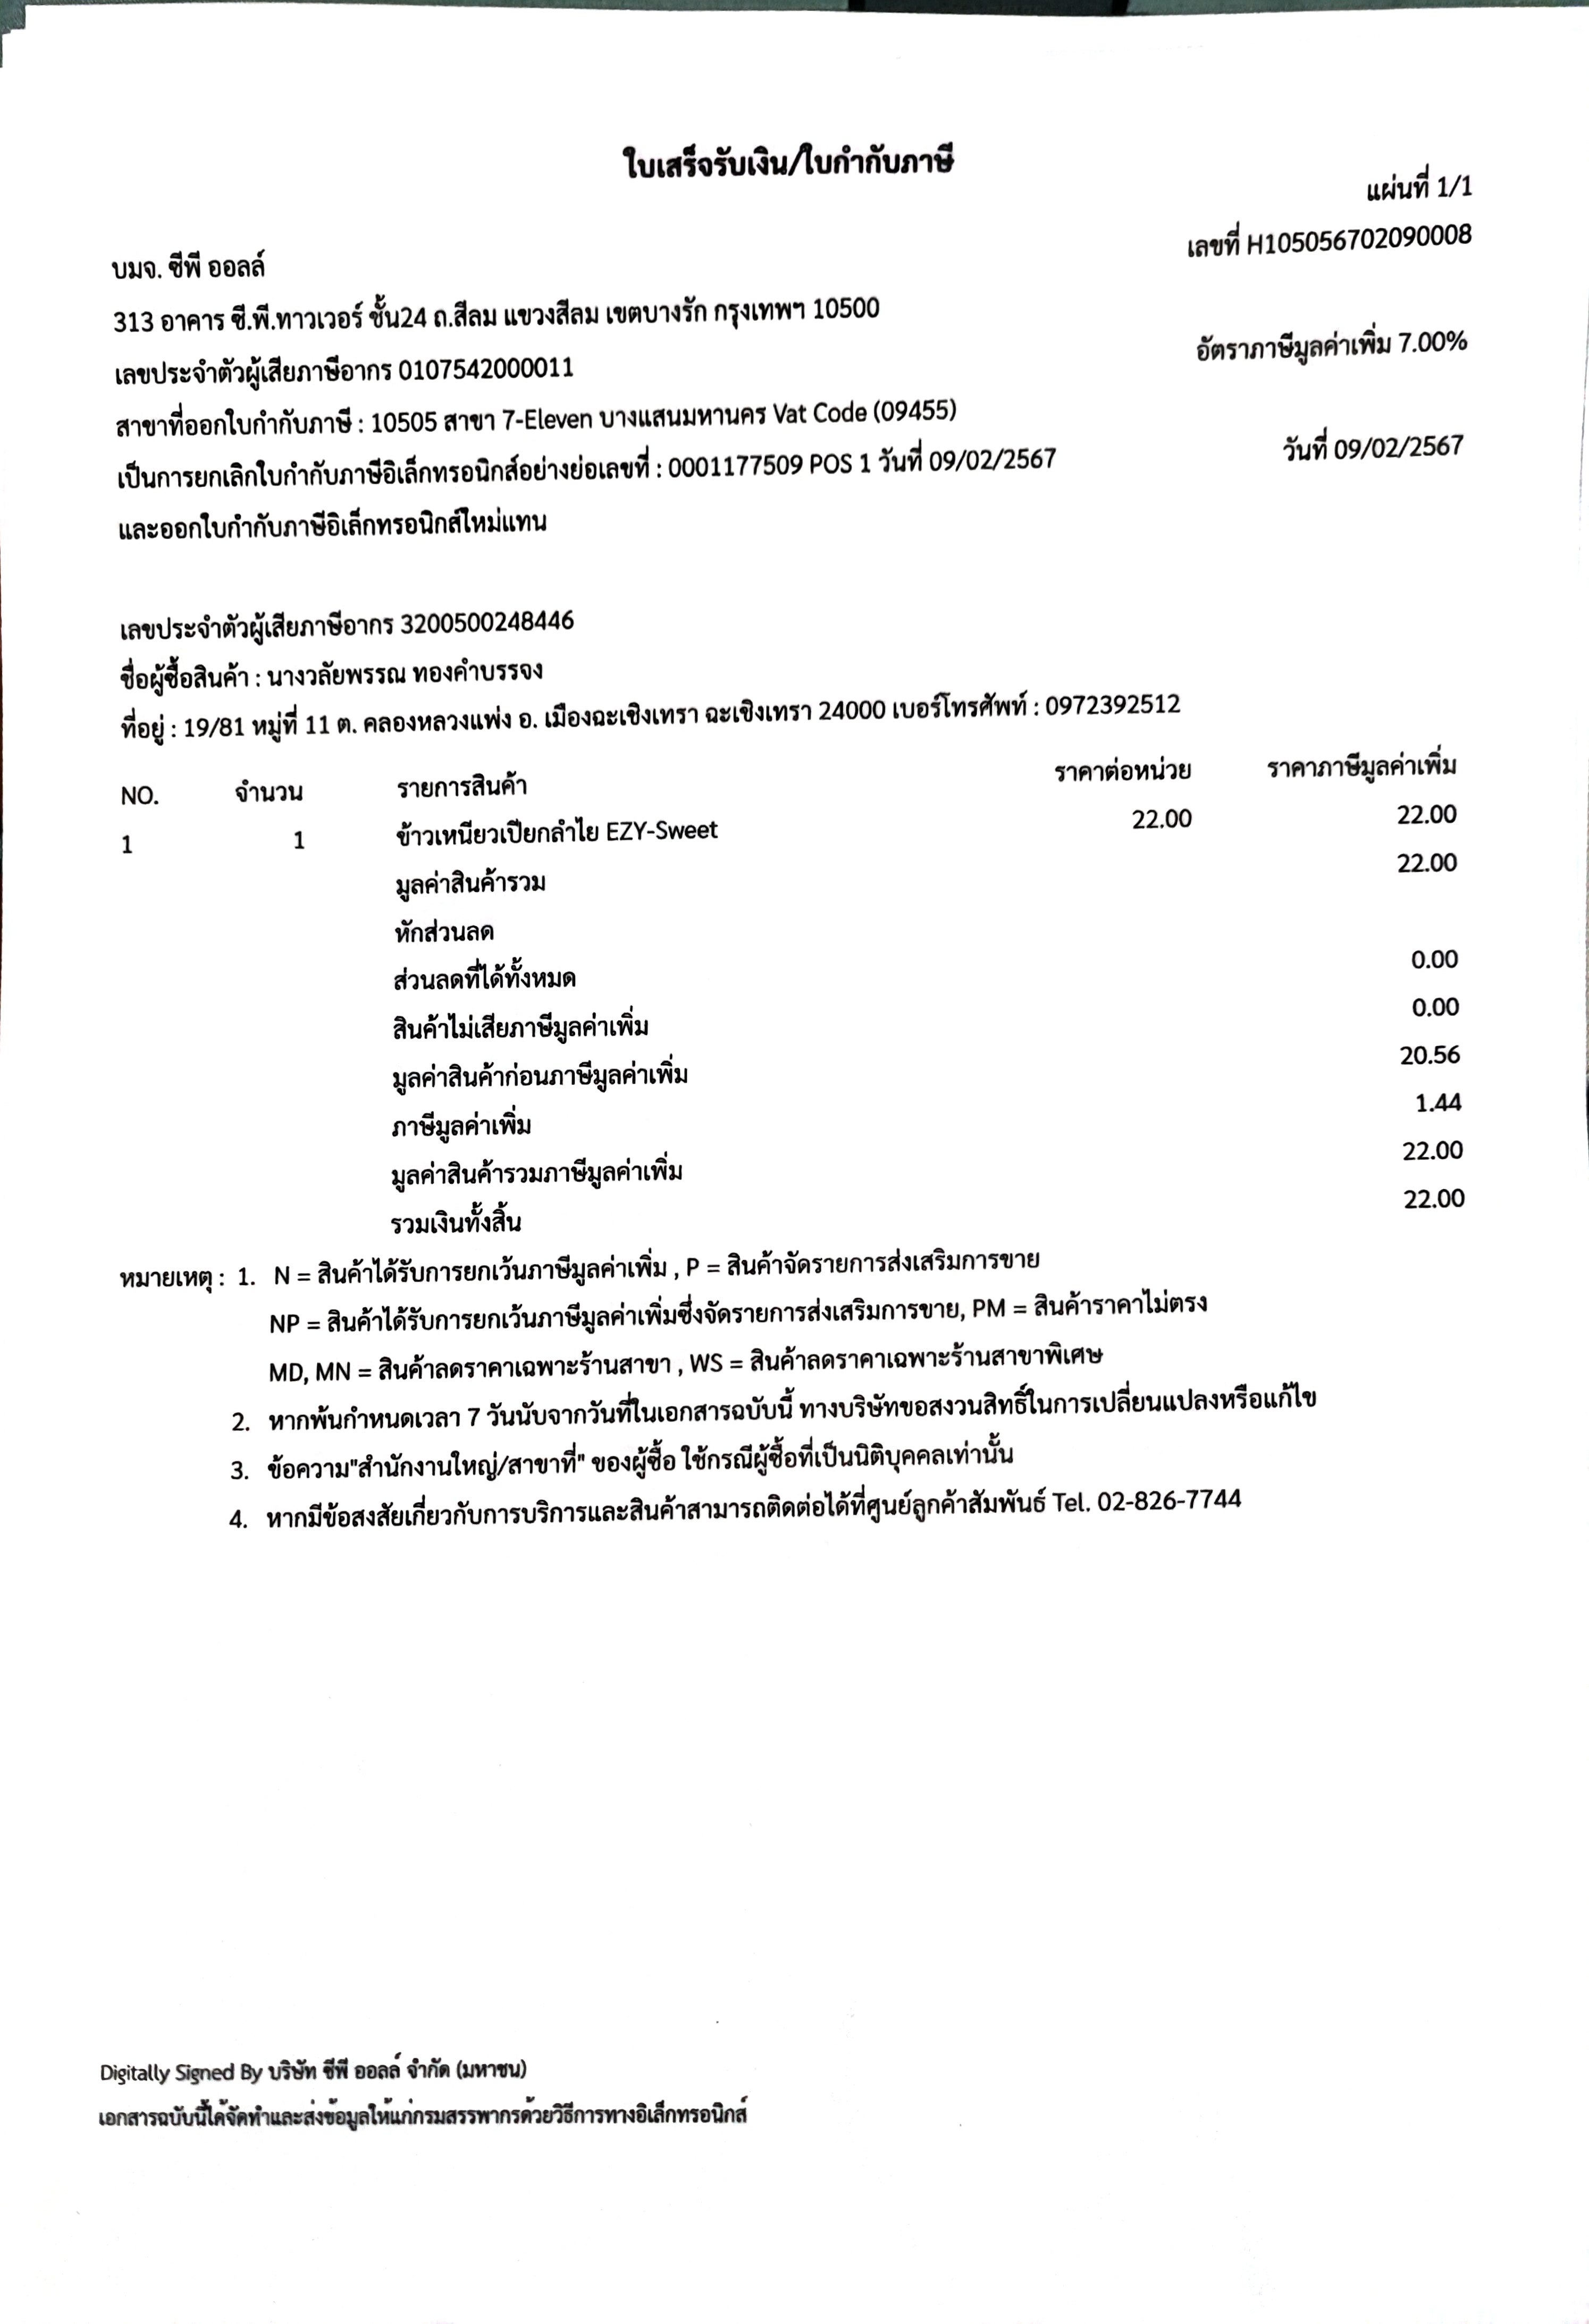 ใบเสร็จรับเงิน/ใบกำกับภาษี
แผ่นที่ 1/1
เลขที่ H105056702090008
บมจ. ซีพี ออลล์
313 อาคาร ซี.พี.ทาวเวอร์ ชั้น24 ถ.สีลม แขวงสีลม เขตบางรัก กรุงเทพฯ 10500
เลขประจำตัวผู้เสียภาษีอากร 0107542000011 อัตราภาษีมูลค่าเพิ่ม 7.00%
สาขาที่ออกใบกำกับภาษี : 10505 สาขา 7-Eleven บางแสนมหานคร Vat Code (09455)
เป็นการยกเลิกใบกำกับภาษีอิเล็กทรอนิกส์อย่างย่อเลขที่ : 0001177509 POS 1 วันที่ 09/02/2567 วันที่ 09/02/2567
และออกใบกำกับภาษีอิเล็กทรอนิกส์ใหม่แทน
เลขประจำตัวผู้เสียภาษีอากร 3200500248446
ชื่อผู้ซื้อสินค้า : นางวลัยพรรณ ทองคำบรรจง
ที่อยู่ : 19/81 หมู่ที่ 11 ต. คลองหลวงแพ่ง อ. เมืองฉะเชิงเทรา ฉะเชิงเทรา 24000 เบอร์โทรศัพท์ : 0972392512
NO. จำนวน รายการสินค้า ราคาต่อหน่วย ราคาภาษีมูลค่าเพิ่ม
1 1 ข้าวเหนียวเปียกลำไย EZY-Sweet 22.00 22.00
มูลค่าสินค้ารวม 22.00
หักส่วนลด
ส่วนลดที่ได้ทั้งหมด 0.00
สินค้าไม่เสียภาษีมูลค่าเพิ่ม 0.00
มูลค่าสินค้าก่อนภาษีมูลค่าเพิ่ม 20.56
ภาษีมูลค่าเพิ่ม 1.44
มูลค่าสินค้ารวมภาษีมูลค่าเพิ่ม 22.00
รวมเงินทั้งสิ้น 22.00
หมายเหตุ : 1. N = สินค้าได้รับการยกเว้นภาษีมูลค่าเพิ่ม , P = สินค้าจัดรายการส่งเสริมการขาย
NP = สินค้าได้รับการยกเว้นภาษีมูลค่าเพิ่มซึ่งจัดรายการส่งเสริมการขาย, PM = สินค้าราคาไม่ตรง
MD, MN = สินค้าลดราคาเฉพาะร้านสาขา , WS = สินค้าลดราคาเฉพาะร้านสาขาพิเศษ
2. หากพ้นกำหนดเวลา 7 วันนับจากวันที่ในเอกสารฉบับนี้ ทางบริษัทขอสงวนสิทธิ์ในการเปลี่ยนแปลงหรือแก้ไข
3. ข้อความ"สำนักงานใหญ่/สาขาที่" ของผู้ซื้อ ใช้กรณีผู้ซื้อที่เป็นนิติบุคคลเท่านั้น
4. หากมีข้อสงสัยเกี่ยวกับการบริการและสินค้าสามารถติดต่อได้ที่ศูนย์ลูกค้าสัมพันธ์ Tel. 02-826-7744
Digitally Signed By บริษัท ซีพี ออลล์ จำกัด (มหาชน)
เอกสารฉบับนี้ได้จัดทำและส่งข้อมูลให้แก่กรมสรรพากรด้วยวิธีการทางอิเล็กทรอนิกส์